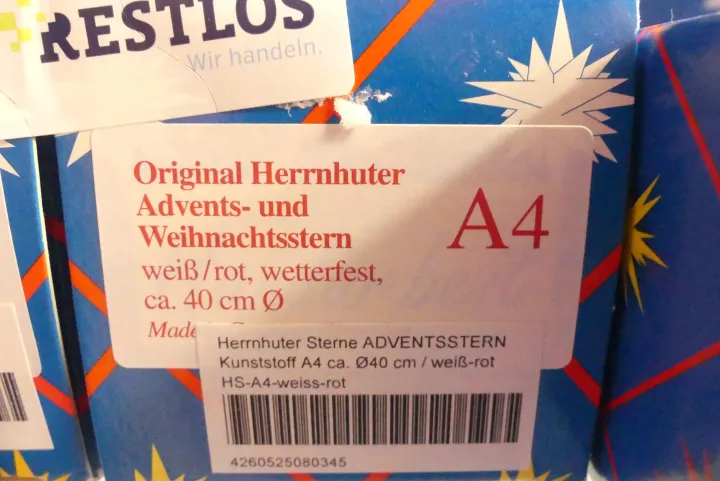 RESTLOS
Wir handeln.
Original Herrnhuter
Advents- und
Weihnachtsstern
A4
weiß/rot, wetterfest,
ca. 40 cm Ø
Made
Herrnhuter Sterne ADVENTSSTERN
Kunststoff A4 ca. Ø40 cm / weiß-rot
HS-A4-weiss-rot
4260525080345